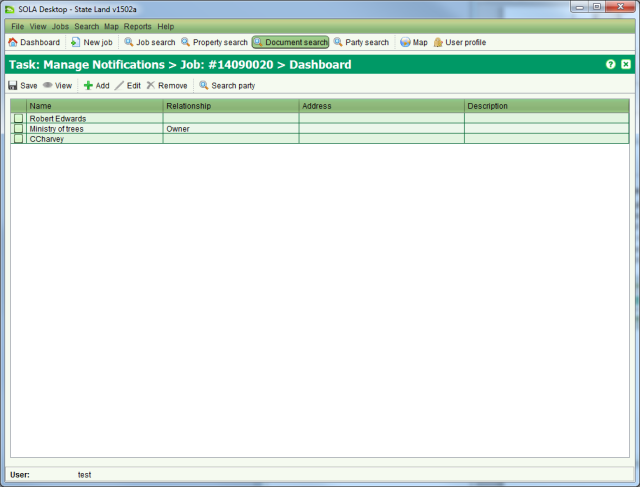 SOLA Desktop - State Land v1502a
File View Jobs Search Map Reports Help
Dashboard New job Job search Property search Document search Party search Map User profile
Task: Manage Notifications > Job: #14090020 > Dashboard
Save View Add Edit Remove Search party
Name Relationship Address Description
Robert Edwards
Ministry of trees Owner
CCharvey
User: test